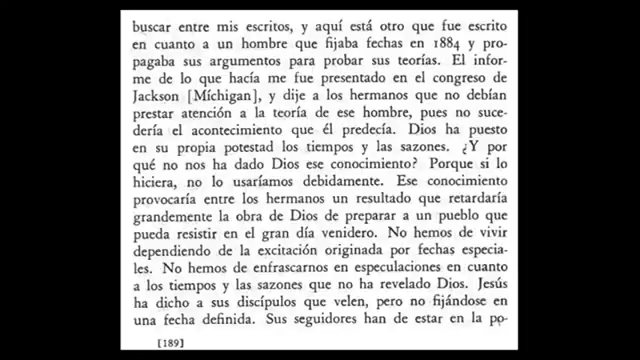 buscar entre mis escritos, y aquí está otro que fue escrito
en cuanto a un hombre que fijaba fechas en 1884 y pro-
pagaba sus argumentos para probar sus teorías. El infor-
me de lo que hacía me fue presentado en el congreso de
Jackson [Míchigan], y dije a los hermanos que no debían
prestar atención a la teoría de ese hombre, pues no suce-
dería el acontecimiento que él predecía. Dios ha puesto
en su propia potestad los tiempos y las sazones. ¿Y por
qué no nos ha dado Dios ese conocimiento? Porque si lo
hiciera, no lo usaríamos debidamente. Ese conocimiento
provocaría entre los hermanos un resultado que retardaría
grandemente la obra de Dios de preparar a un pueblo que
pueda resistir en el gran día venidero. No hemos de vivir
dependiendo de la excitación originada por fechas especia-
les. No hemos de enfrascarnos en especulaciones en cuanto
a los tiempos y las sazones que no ha revelado Dios. Jesús
ha dicho a sus discípulos que velen, pero no fijándose en
una fecha definida. Sus seguidores han de estar en la po-
[189]